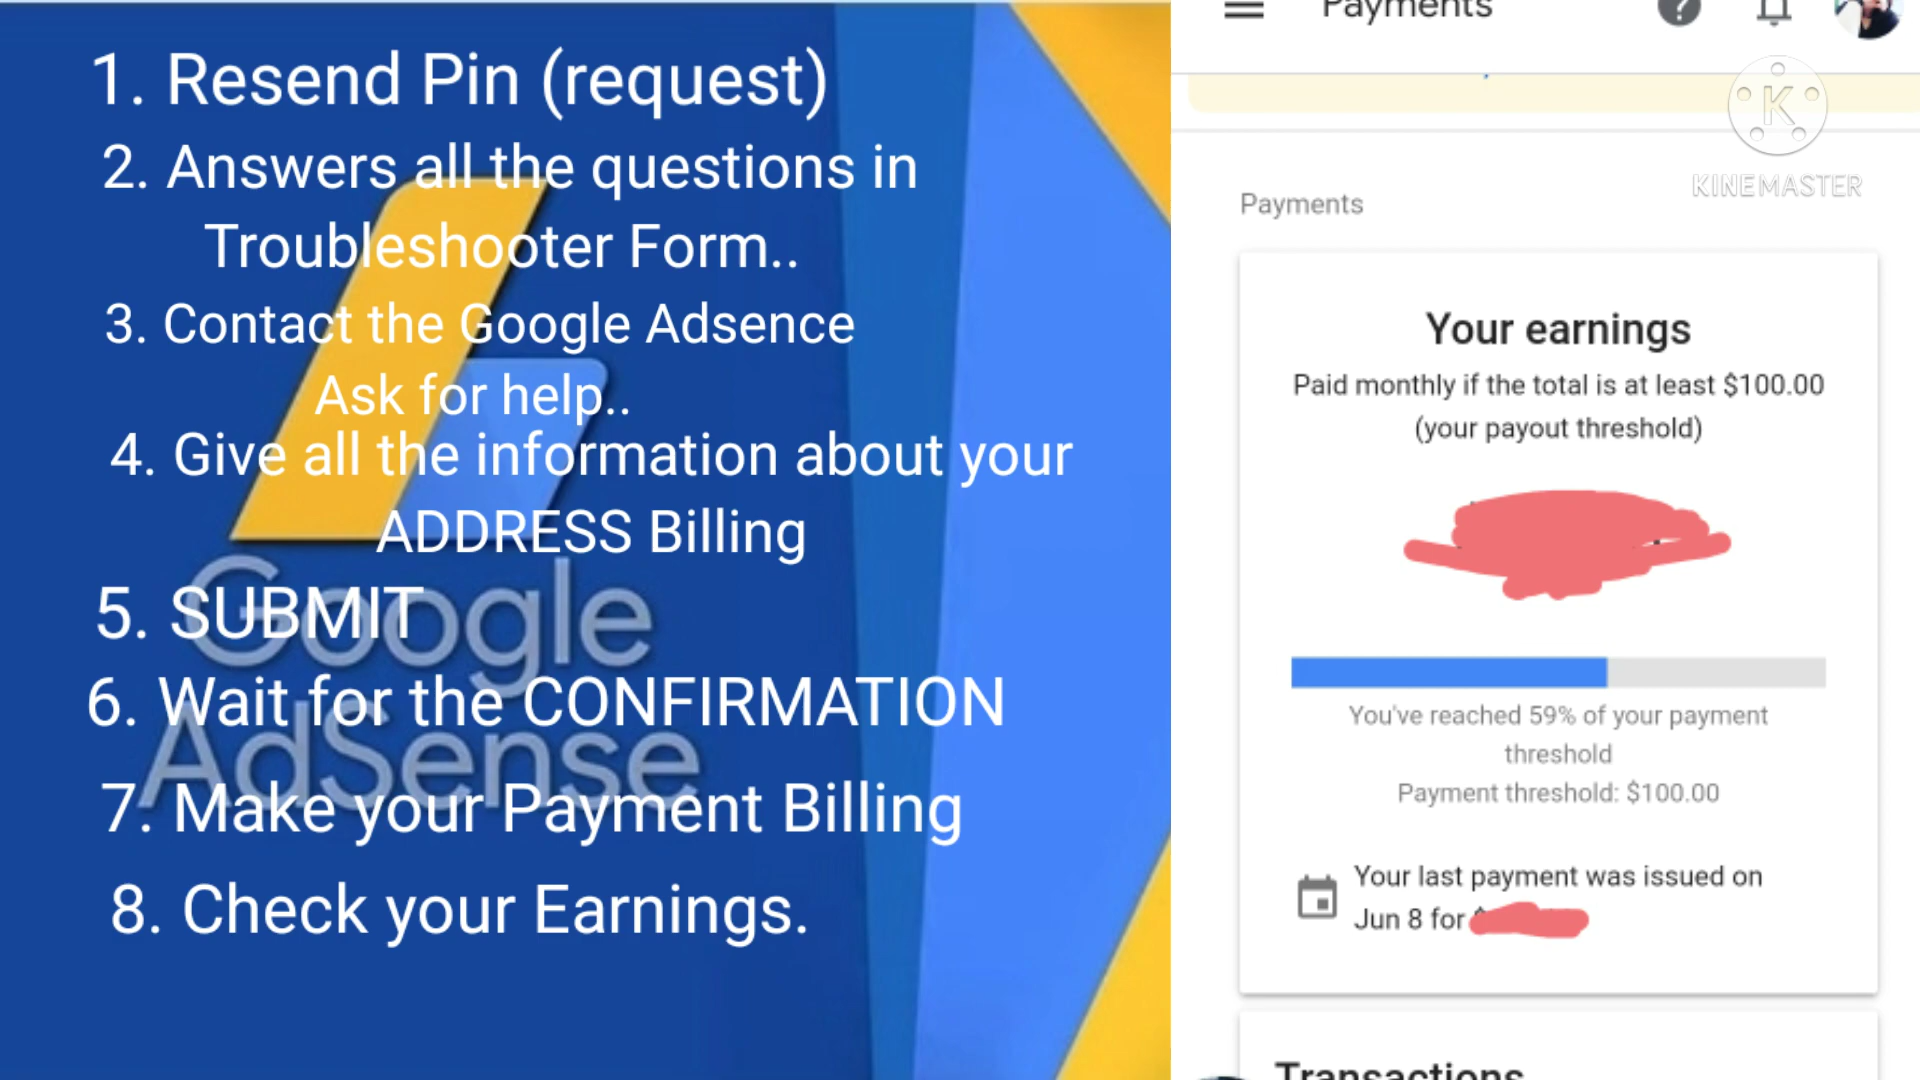 1. Resend Pin (request)
2. Answers all the questions in
Troubleshooter Form..
3. Contact the Google Adsence
Ask for help..
4. Give all the information about your
ADDRESS Billing
5. SUBMIT
6. Wait for the CONFIRMATION
7. Make your Payment Billing
8. Check your Earnings.
Google
AdSense
Payments
K
KINEMASTER
Payments
Your earnings
Paid monthly if the total is at least $100.00
(your payout threshold)
You've reached 59% of your payment
threshold
Payment threshold: $100.00
Your last payment was issued on
Jun 8 for
Transactions